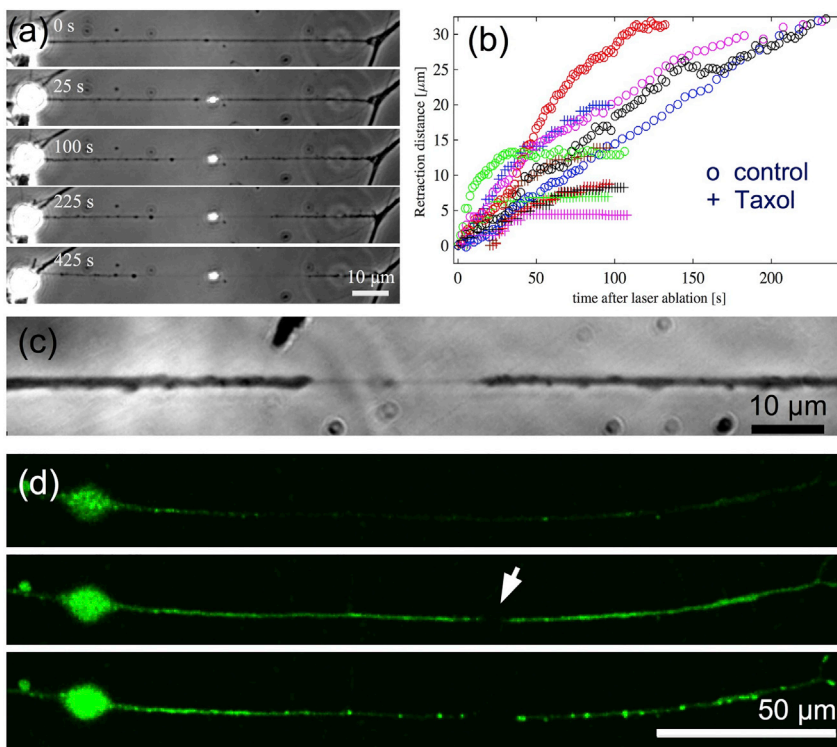 (a)
0 s
25 s
100 s
225 s
425 s
10 µm
(b)
Retraction distance [µm]
30
25
20
15
10
5
0
0 50 100 150 200
time after laser ablation [s]
o control
+ Taxol
(c)
10 µm
(d)
50 µm